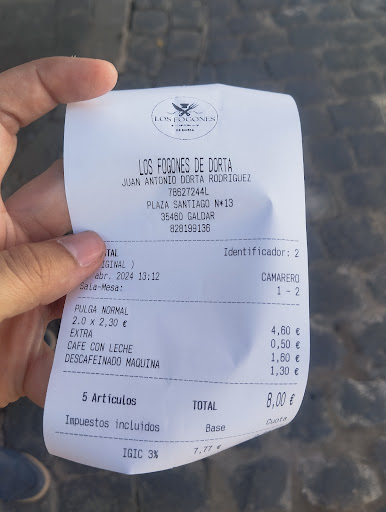 LOS FOGONES
LOS FOGONES DE DORTA
JUAN ANTONIO DORTA RODRIGUEZ
78627244L
PLAZA SANTIAGO N*13
35460 GALDAR
828199136
Identificador: 2
IGINAL )
abr. 2024 13:12 CAMARERO
Sala-Mesa: 1 - 2
PULGA NORMAL
2.0 x 2,30 € 4,60 €
EXTRA 0,50 €
CAFE CON LECHE 1,60 €
DESCAFEINADO MAQUINA 1,30 €
5 Artículos TOTAL 8,00 €
Impuestos incluidos Base Cuota
IGIC 3% 7,77 €